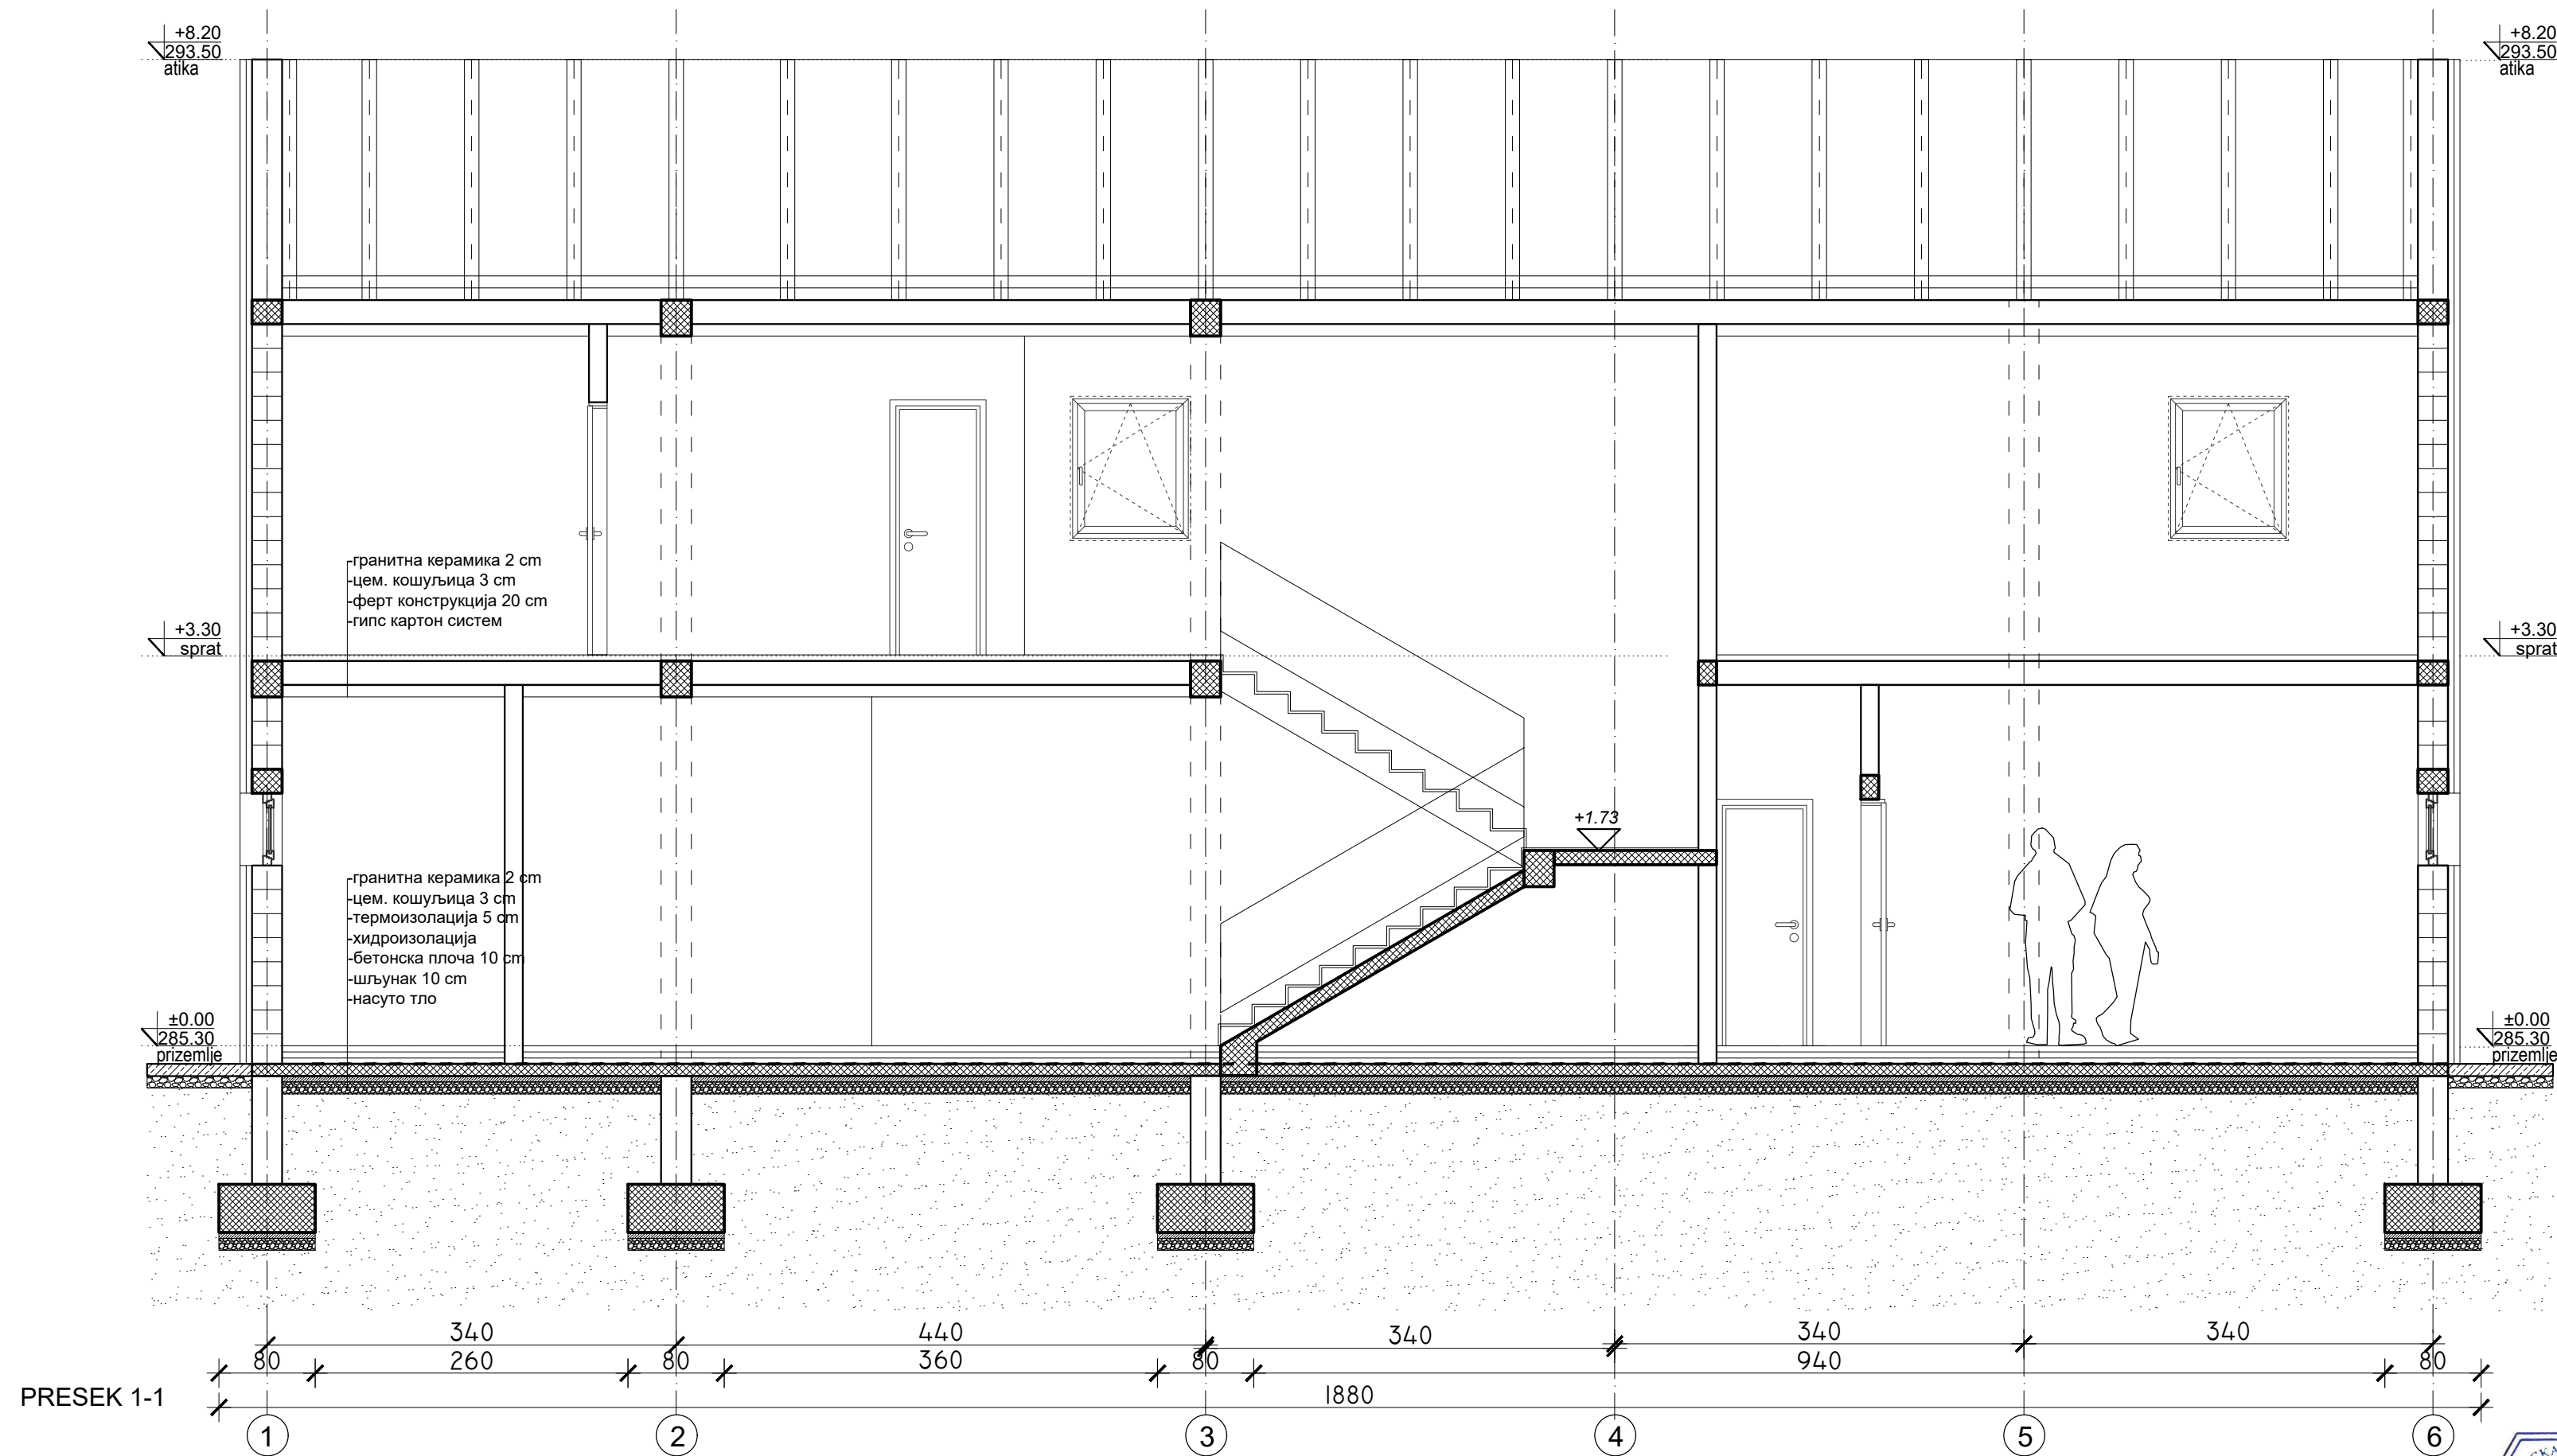 +8.20
293.50
atika
+8.20
293.50
atika
-гранитна керамика 2 cm
-цем. кошуљица 3 cm
-ферт конструкција 20 cm
-гипс картон систем
+3.30
sprat
+3.30
sprat
+1.73
-гранитна керамика 2 cm
-цем. кошуљица 3 cm
-термоизолација 5 cm
-хидроизолација
-бетонска плоча 10 cm
-шљунак 10 cm
-насуто тло
±0.00
285.30
prizemlje
±0.00
285.30
prizemlje
340 440 340 340 340
80 260 80 360 80 940 80
1880
PRESEK 1-1
1 2 3 4 5 6